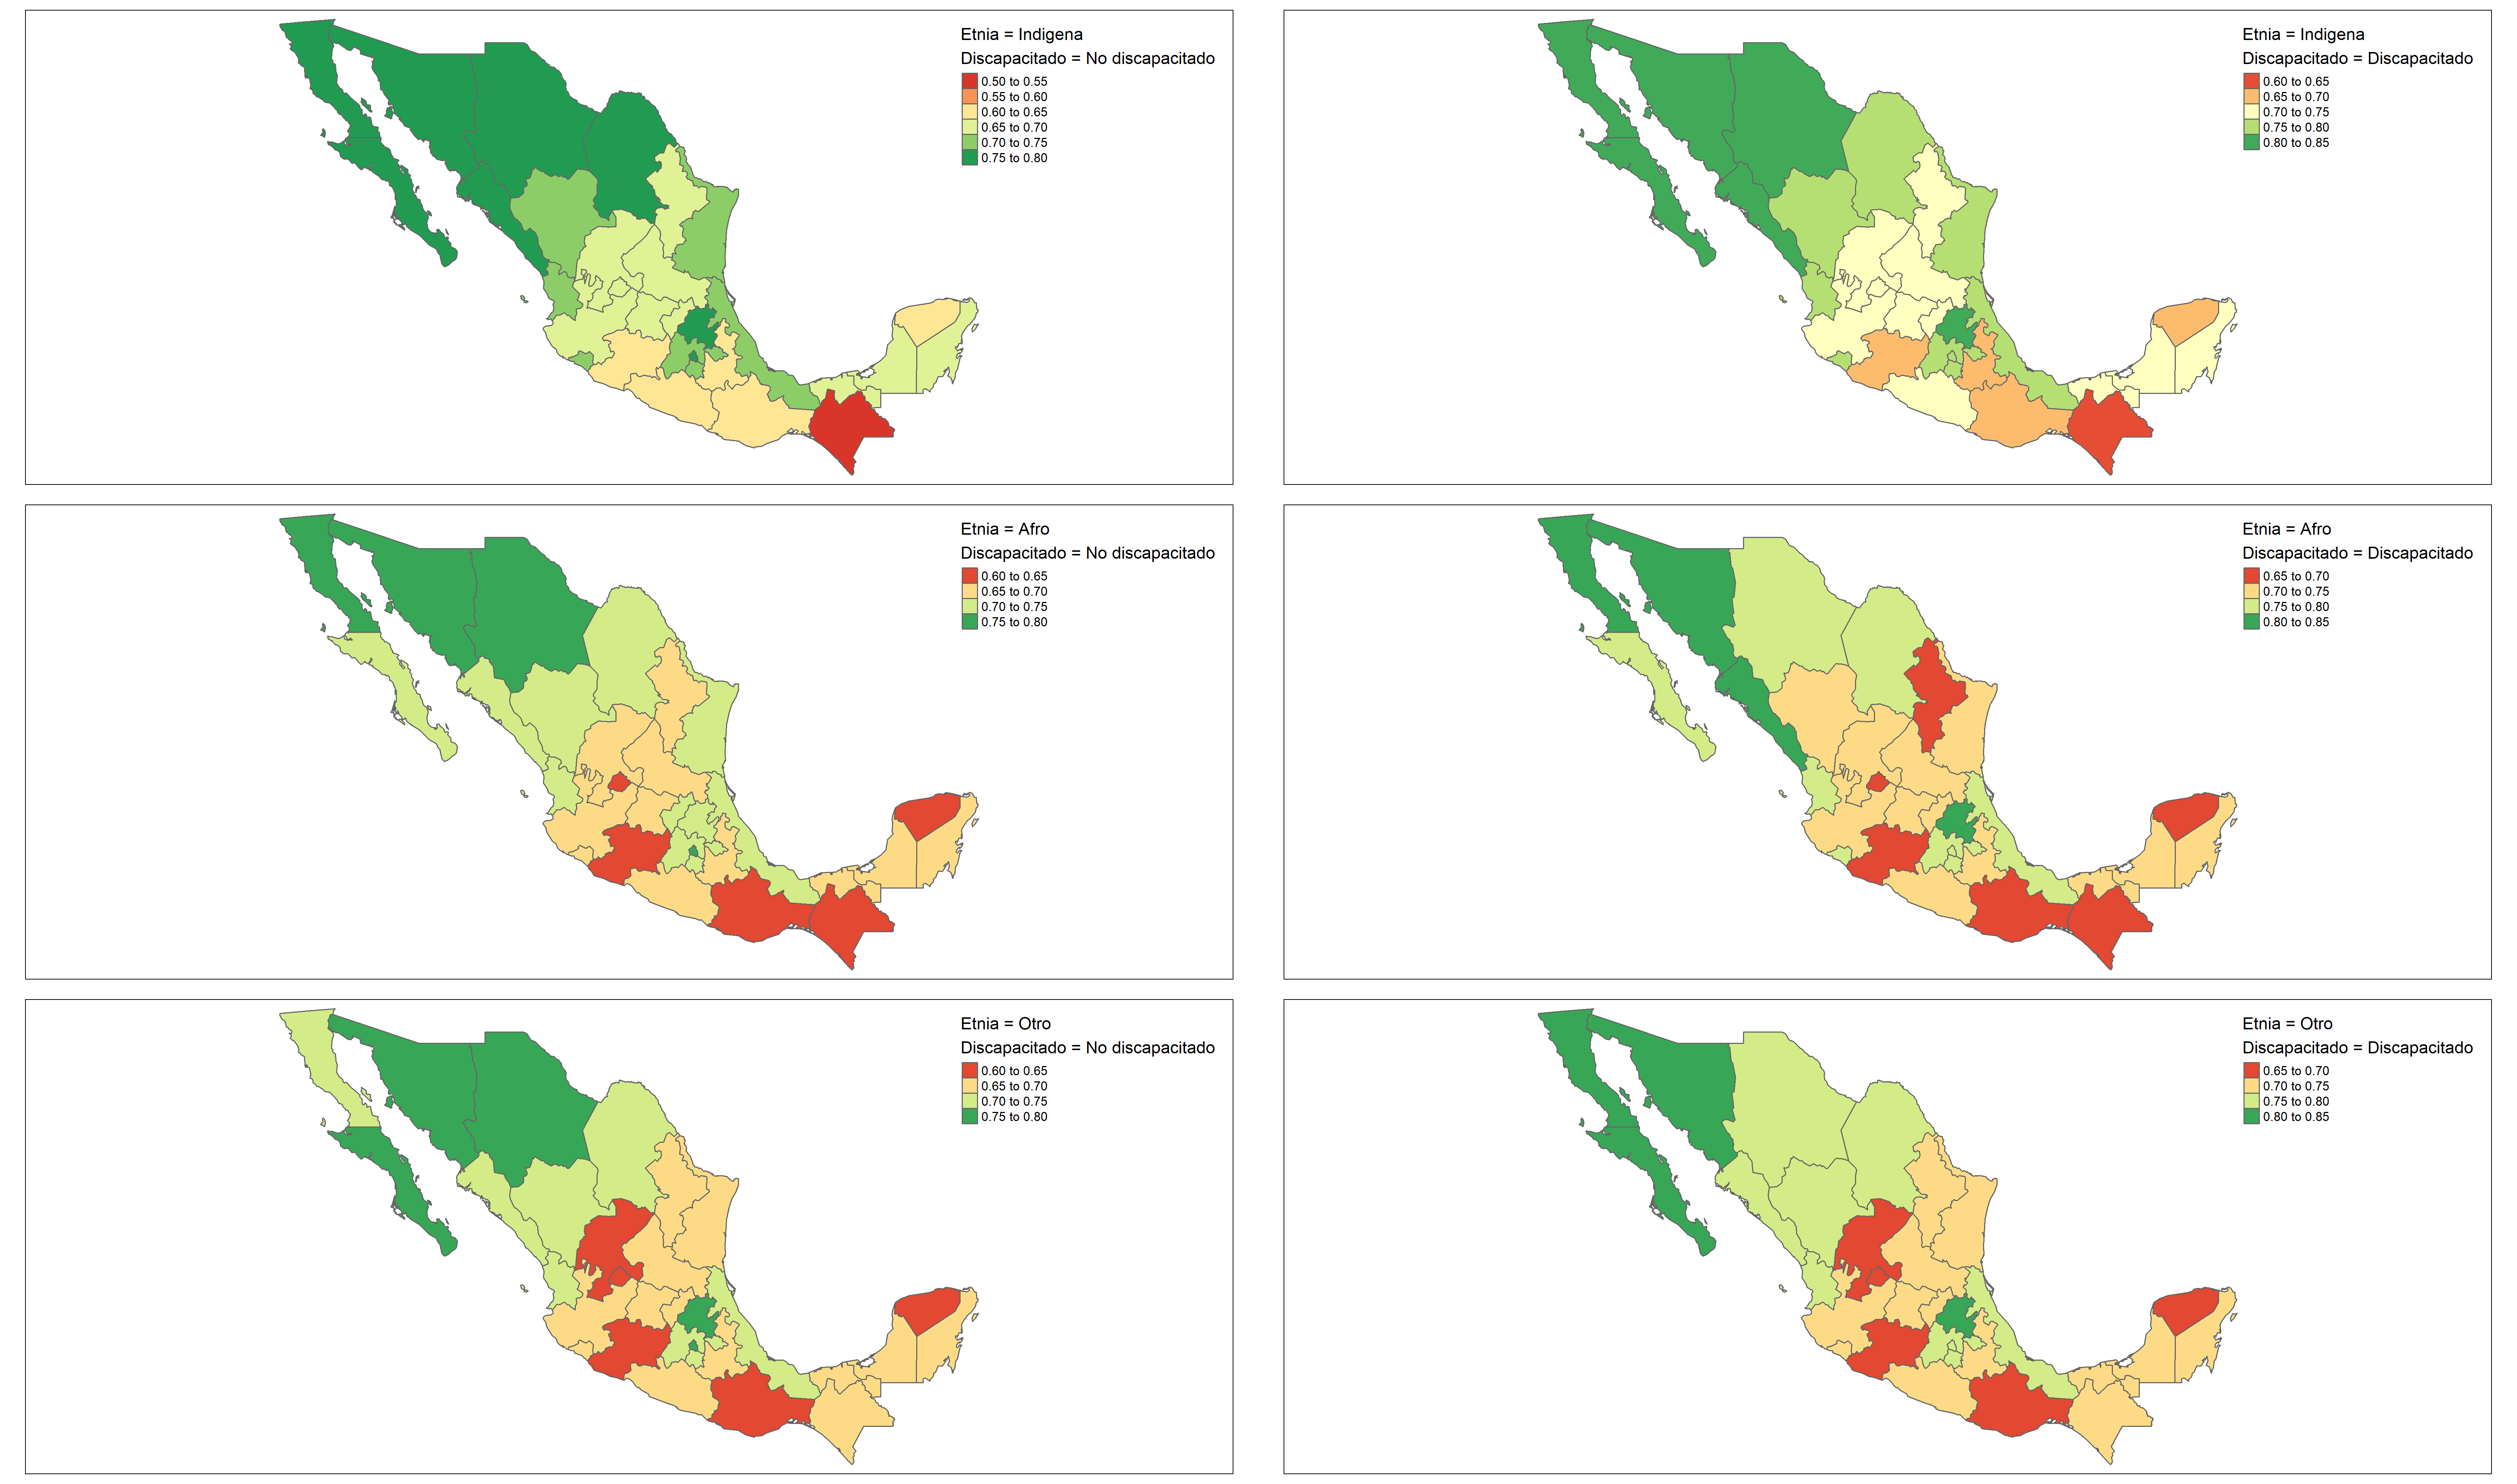 Etnia = Indigena
Discapacitado = No discapacitado
0.50 to 0.55
0.55 to 0.60
0.60 to 0.65
0.65 to 0.70
0.70 to 0.75
0.75 to 0.80
Etnia = Indigena
Discapacitado = Discapacitado
0.60 to 0.65
0.65 to 0.70
0.70 to 0.75
0.75 to 0.80
0.80 to 0.85
Etnia = Afro
Discapacitado = No discapacitado
0.60 to 0.65
0.65 to 0.70
0.70 to 0.75
0.75 to 0.80
Etnia = Afro
Discapacitado = Discapacitado
0.65 to 0.70
0.70 to 0.75
0.75 to 0.80
0.80 to 0.85
Etnia = Otro
Discapacitado = No discapacitado
0.60 to 0.65
0.65 to 0.70
0.70 to 0.75
0.75 to 0.80
Etnia = Otro
Discapacitado = Discapacitado
0.65 to 0.70
0.70 to 0.75
0.75 to 0.80
0.80 to 0.85